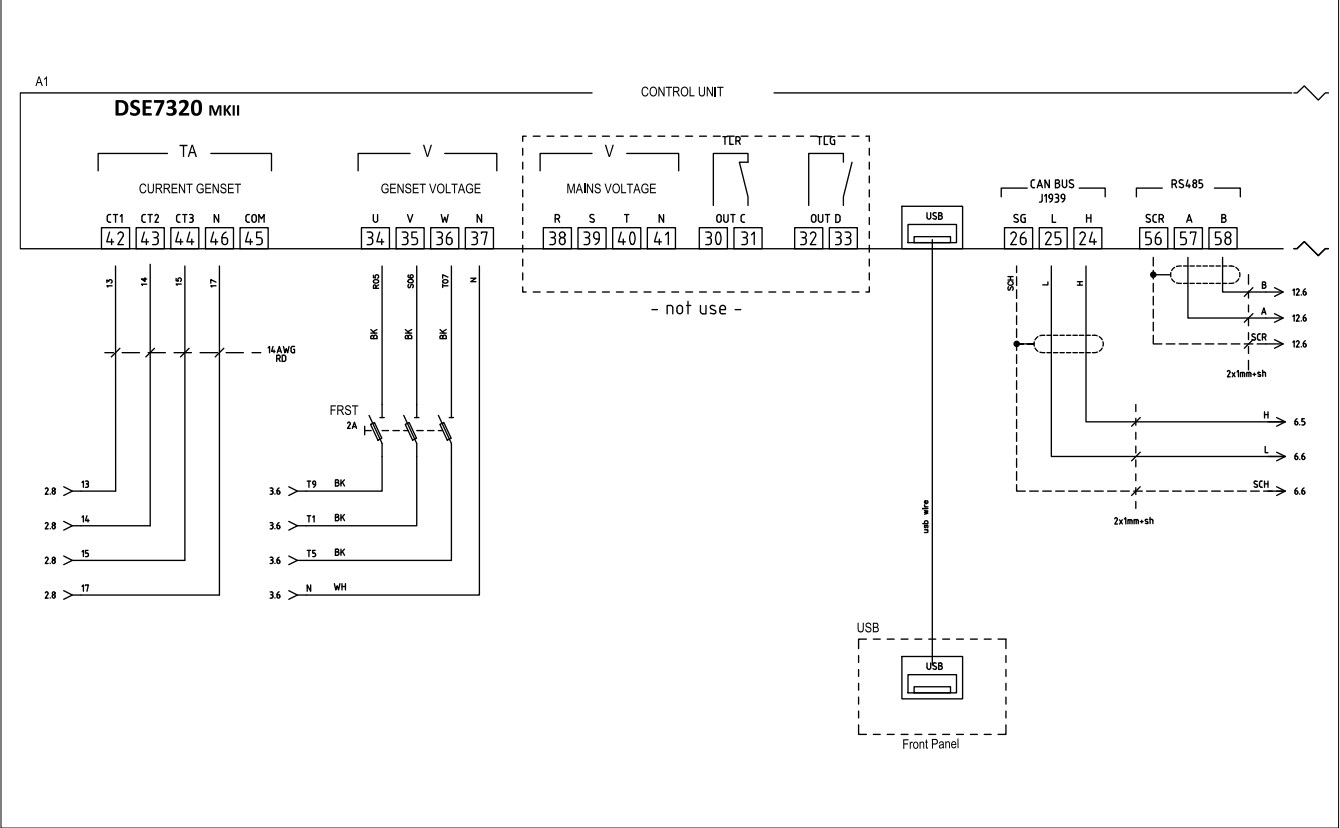 A1
CONTROL UNIT
DSE7320 MKII
TA
V
V
TLR
TLG
CURRENT GENSET
GENSET VOLTAGE
MAINS VOLTAGE
CAN BUS
J1939
RS485
CT1 CT2 CT3 N COM
U V W N
R S T N
OUT C
OUT D
USB
SG L H
SCR A B
42 43 44 46 45
34 35 36 37
38 39 40 41
30 31
32 33
26 25 24
56 57 58
13 14 15 17
R05 S06 T07 N
SCH L H
- not use -
B 12.6
A 12.6
SCR 12.6
BK BK BK
14AWG
RD
2x1mm+sh
FRST
2A
H 6.5
L 6.6
SCH 6.6
2x1mm+sh
2.8 13
2.8 14
2.8 15
2.8 17
3.6 T9 BK
3.6 T1 BK
3.6 T5 BK
3.6 N WH
usb wire
USB
USB
Front Panel